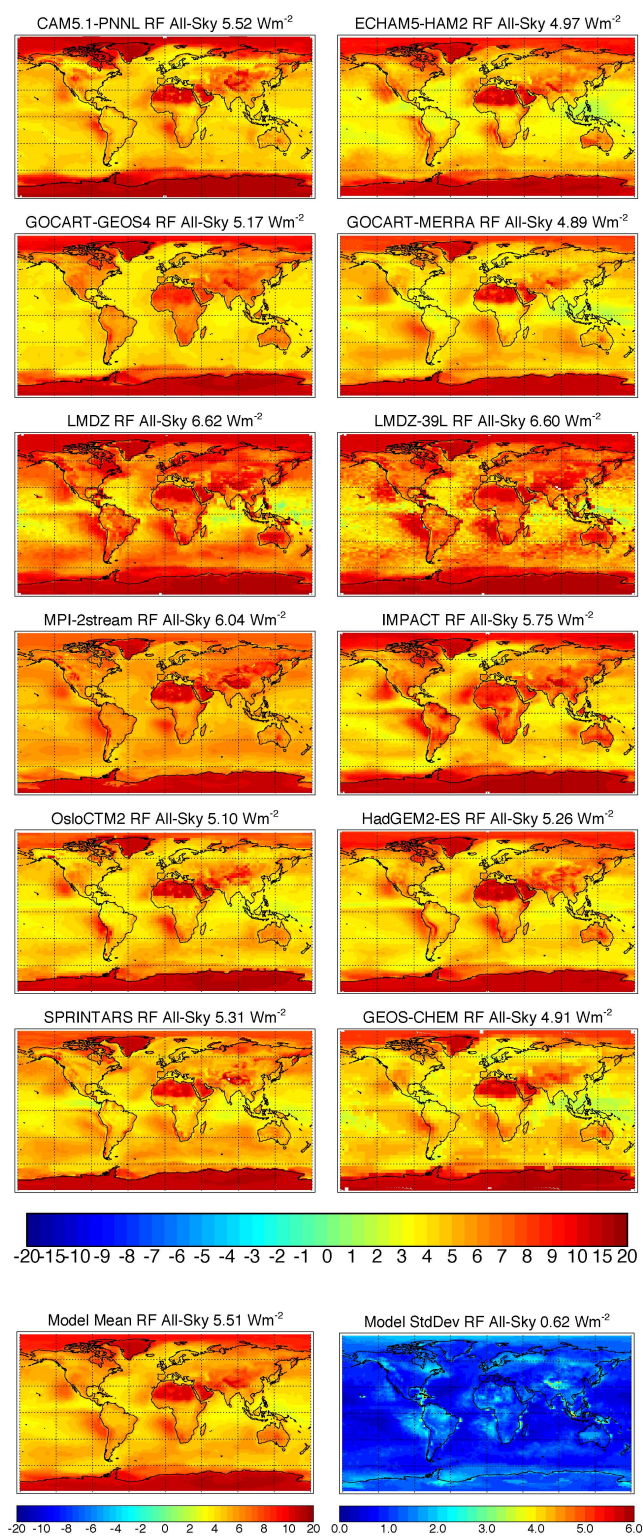 CAM5.1-PNNL RF All-Sky 5.52 Wm-2
ECHAM5-HAM2 RF All-Sky 4.97 Wm-2
GOCART-GEOS4 RF All-Sky 5.17 Wm-2
GOCART-MERRA RF All-Sky 4.89 Wm-2
LMDZ RF All-Sky 6.62 Wm-2
LMDZ-39L RF All-Sky 6.60 Wm-2
MPI-2stream RF All-Sky 6.04 Wm-2
IMPACT RF All-Sky 5.75 Wm-2
OsloCTM2 RF All-Sky 5.10 Wm-2
HadGEM2-ES RF All-Sky 5.26 Wm-2
SPRINTARS RF All-Sky 5.31 Wm-2
GEOS-CHEM RF All-Sky 4.91 Wm-2
-20 -15 -10 -9 -8 -7 -6 -5 -4 -3 -2 -1 0 1 2 3 4 5 6 7 8 9 10 15 20
Model Mean RF All-Sky 5.51 Wm-2
Model StdDev RF All-Sky 0.62 Wm-2
-20 -10 -8 -6 -4 -2 0 2 4 6 8 10 20
0.0 1.0 2.0 3.0 4.0 5.0 6.0